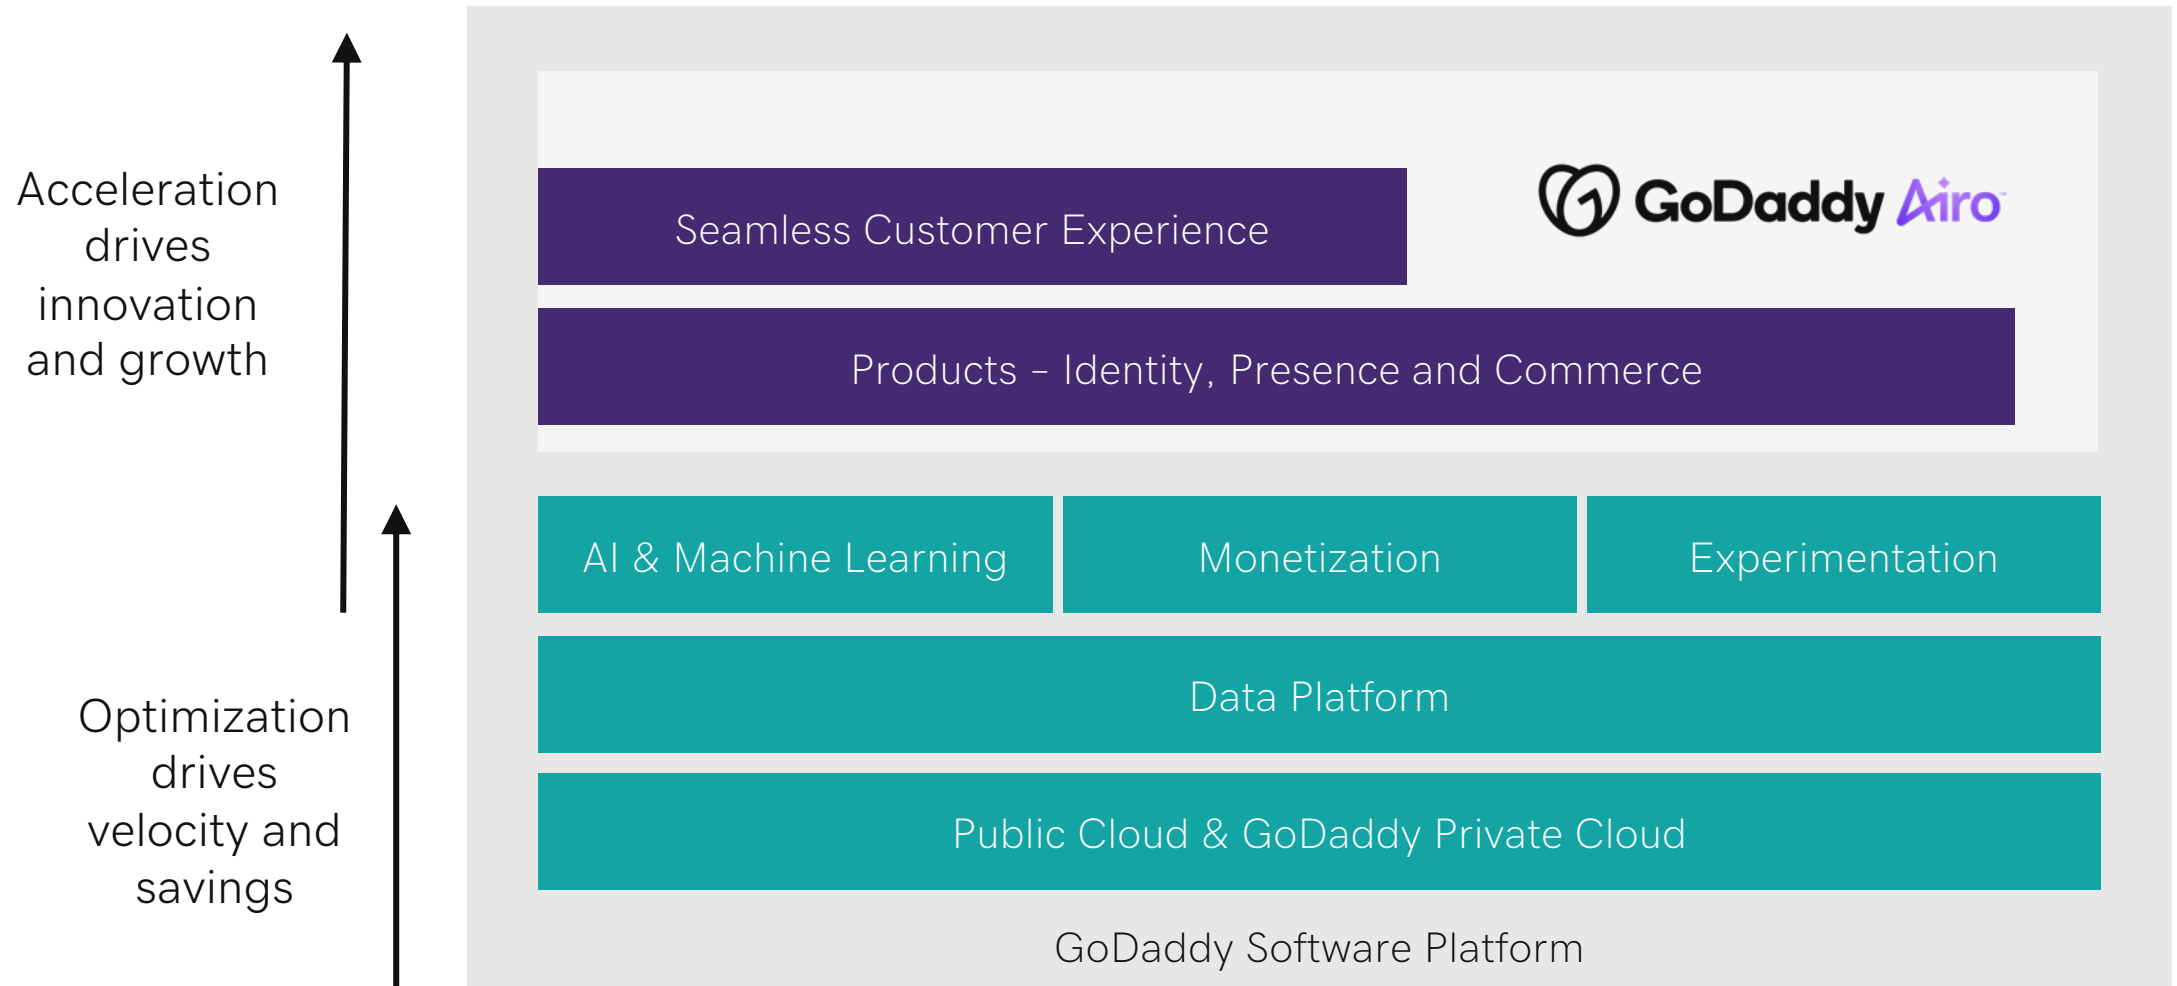 Acceleration
drives
innovation
and growth
Seamless Customer Experience
GoDaddy Airo™
Products – Identity, Presence and Commerce
AI & Machine Learning
Monetization
Experimentation
Data Platform
Optimization
drives
velocity and
savings
Public Cloud & GoDaddy Private Cloud
GoDaddy Software Platform